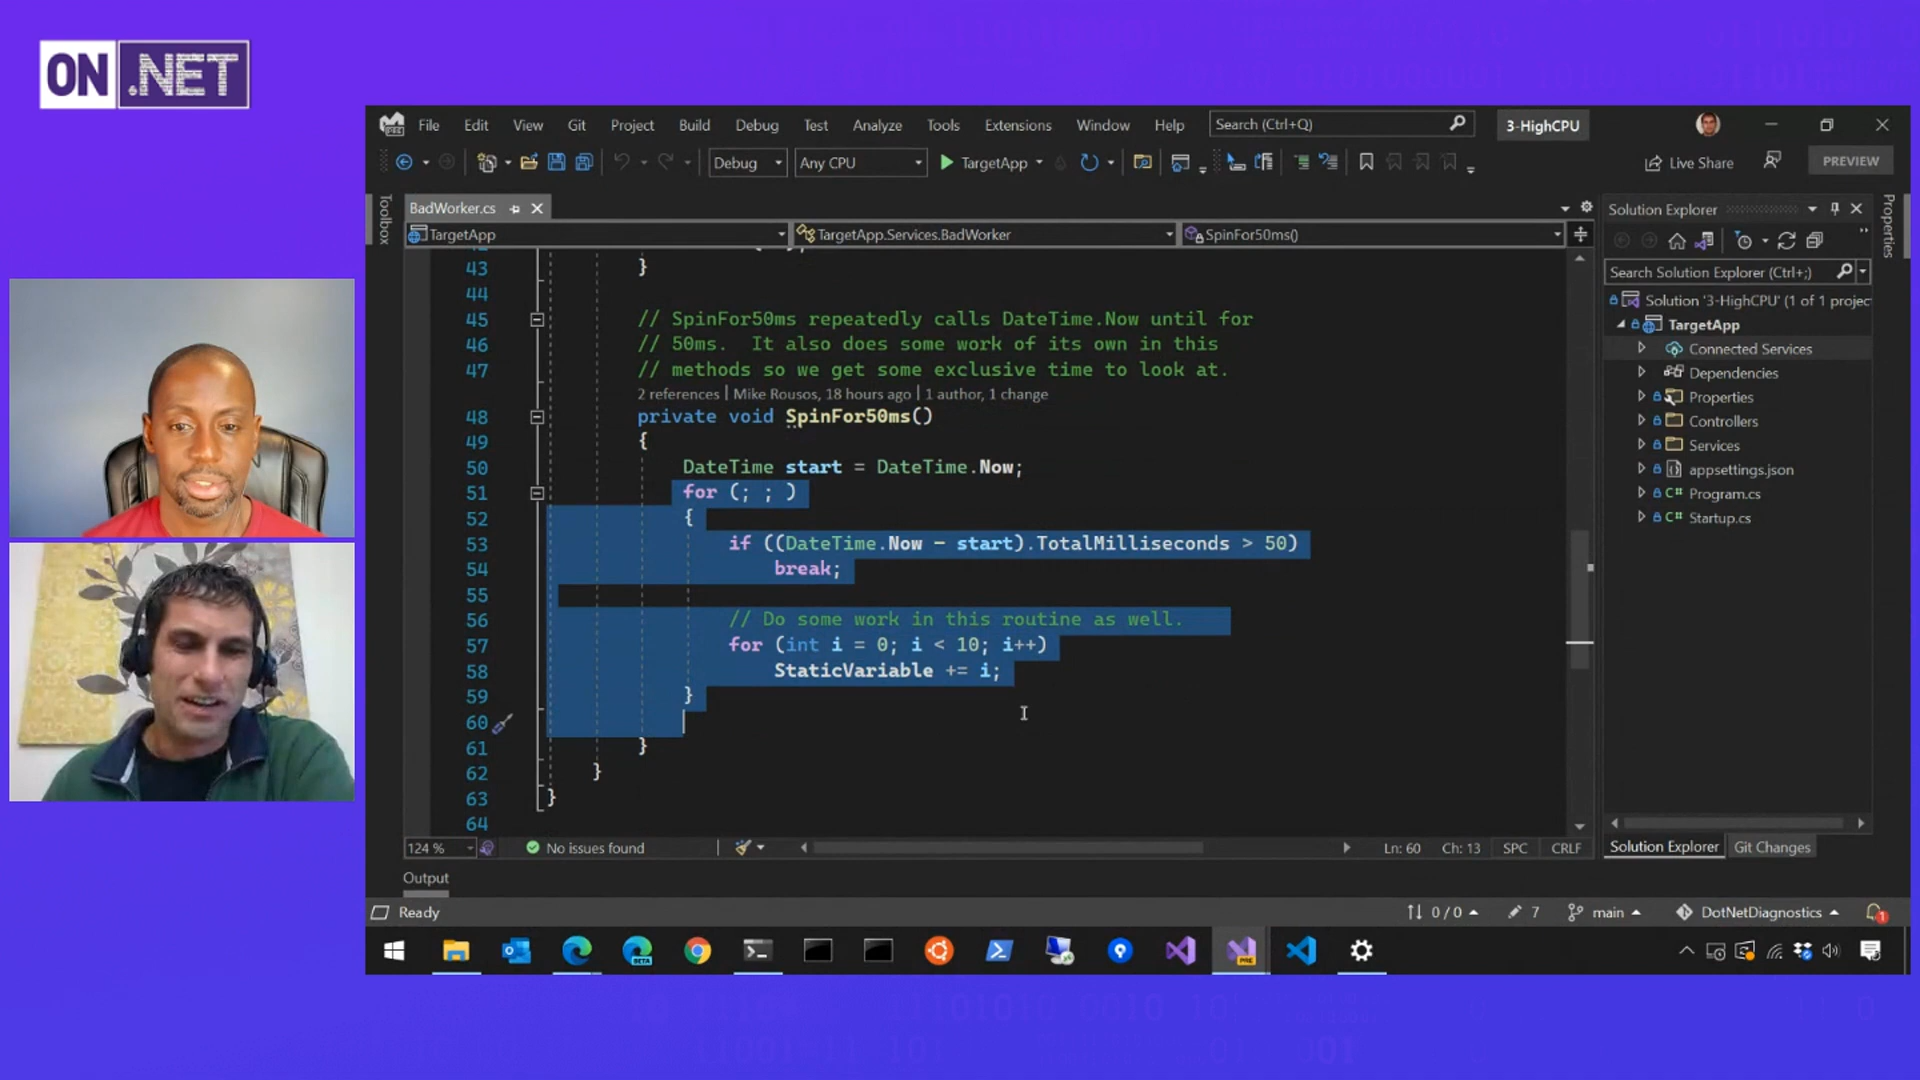 ON .NET
File Edit View Git Project Build Debug Test Analyze Tools Extensions Window Help Search (Ctrl+Q) 3-HighCPU
Debug Any CPU TargetApp Live Share PREVIEW
Toolbox
BadWorker.cs
TargetApp TargetApp.Services.BadWorker SpinFor50ms()
43 }
44
45 // SpinFor50ms repeatedly calls DateTime.Now until for
46 // 50ms.  It also does some work of its own in this
47 // methods so we get some exclusive time to look at.
2 references | Mike Rousos, 18 hours ago | 1 author, 1 change
48 private void SpinFor50ms()
49 {
50 DateTime start = DateTime.Now;
51 for (; ; )
52 {
53 if ((DateTime.Now - start).TotalMilliseconds > 50)
54 break;
55
56 // Do some work in this routine as well.
57 for (int i = 0; i < 10; i++)
58 StaticVariable += i;
59 }
60
61 }
62 }
63 }
64
124 % No issues found Ln: 60 Ch: 13 SPC CRLF
Output
Solution Explorer
Search Solution Explorer (Ctrl+;)
Solution '3-HighCPU' (1 of 1 projec
TargetApp
Connected Services
Dependencies
Properties
Controllers
Services
appsettings.json
C# Program.cs
C# Startup.cs
Solution Explorer Git Changes
Properties
Ready 0 / 0 7 main DotNetDiagnostics 1
BETA
PRE